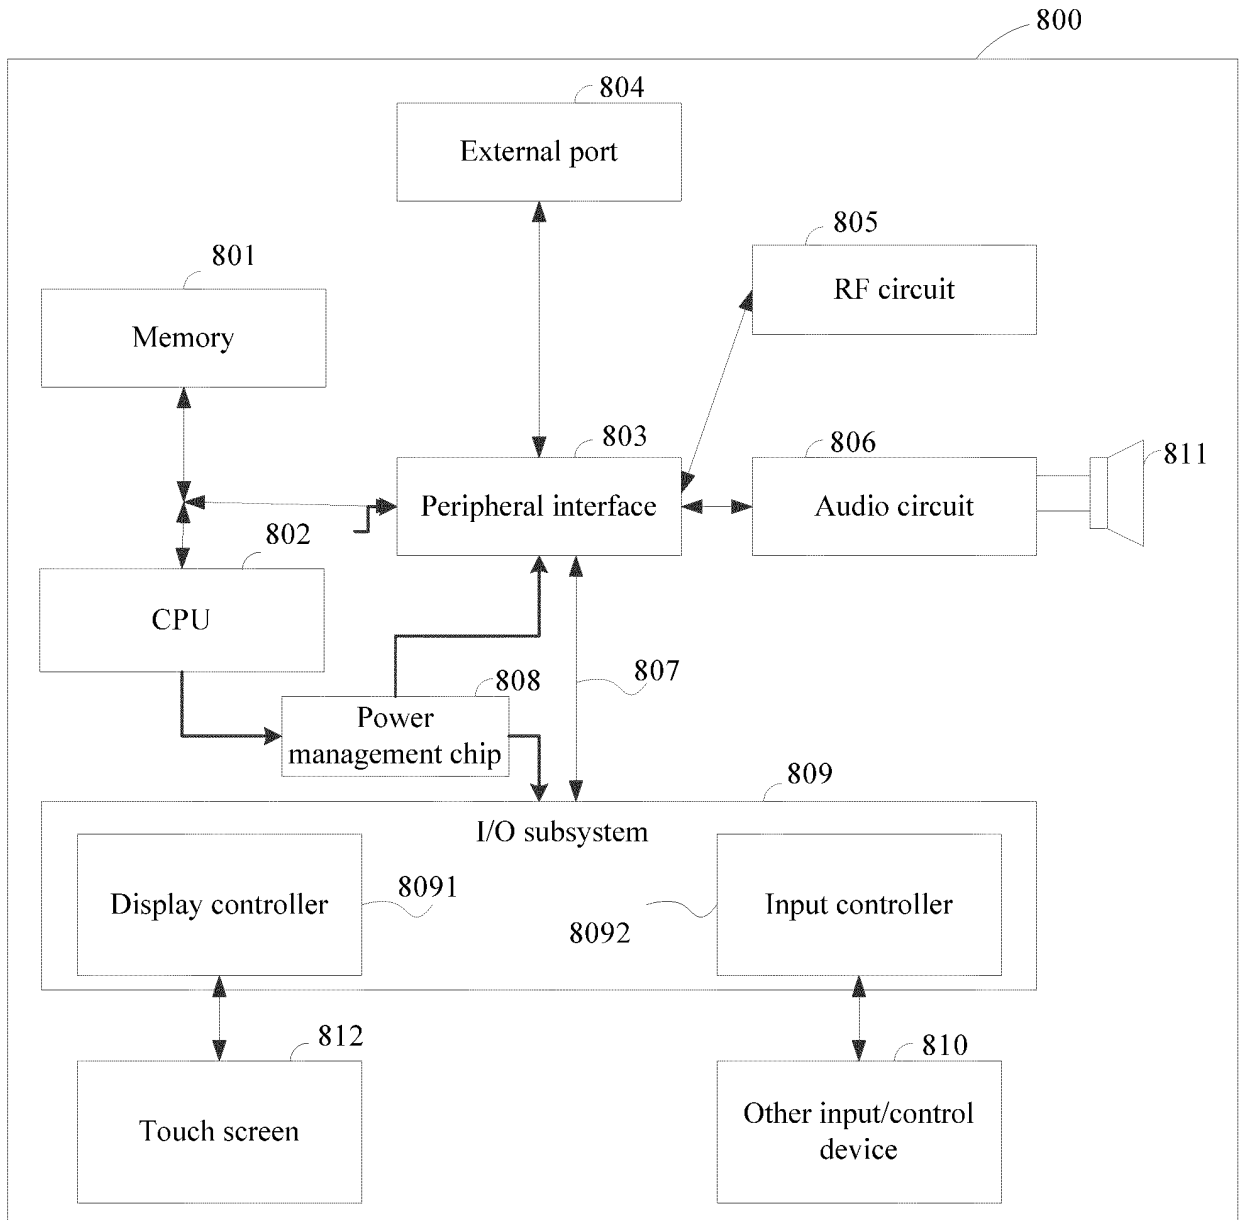 800
804
External port
805
RF circuit
801
Memory
803
Peripheral interface
806
Audio circuit
811
802
CPU
807
808
Power
management chip
809
I/O subsystem
Display controller
8091
8092
Input controller
812
Touch screen
810
Other input/control
device